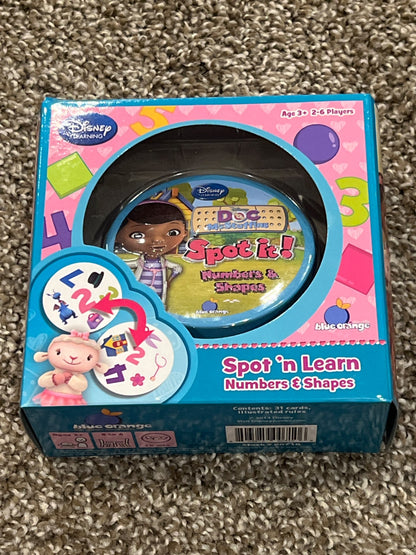 Disney
LEARNING
Age 3+ 2-6 Players
Disney
LEARNING
DOC
McStuffins
Spot it!
Numbers &
Shapes
blue orange
blue orange
Spot 'n Learn
Numbers & Shapes
Contents: 31 cards,
illustrated rules
blue orange